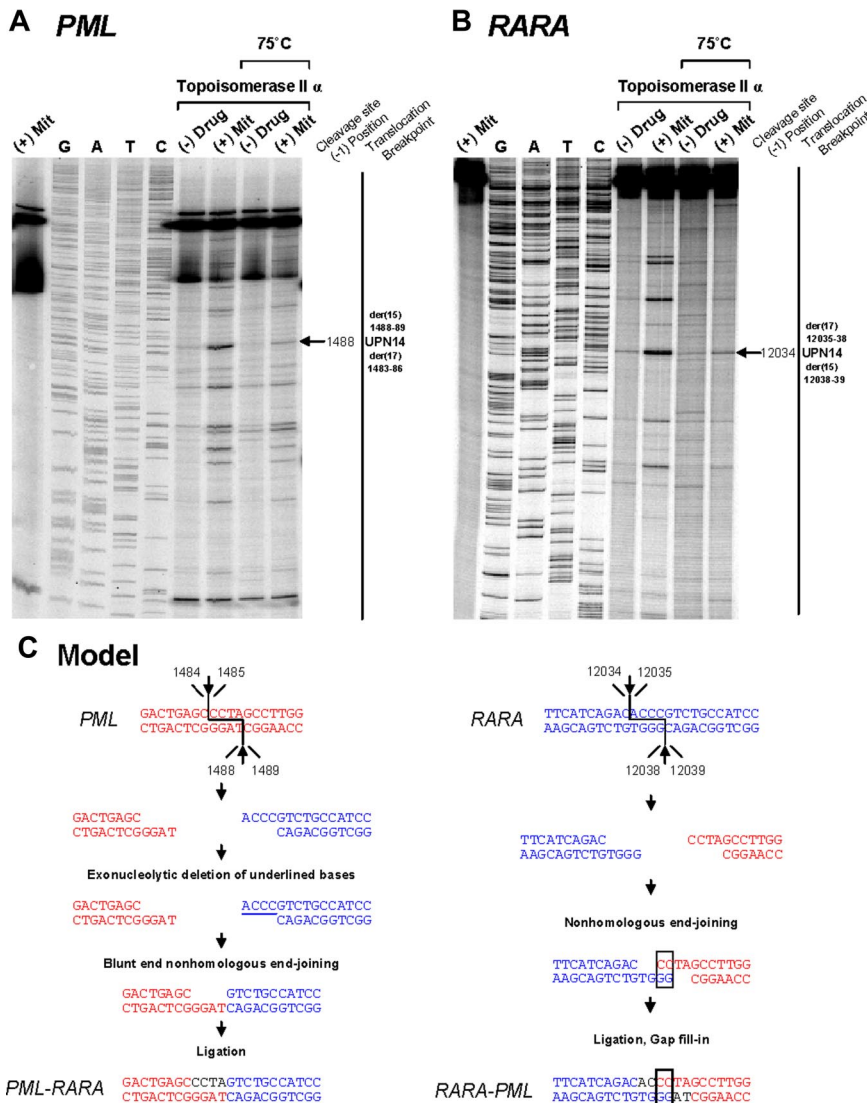 A PML
75°C
Topoisomerase II α
(+) Mit
G A T C
(-) Drug
(+) Mit
(-) Drug
(+) Mit
Cleavage site
(-1) Position
Translocation
Breakpoint
der(15)
1488-89
1488 UPN14
der(17)
1483-86
B RARA
75°C
Topoisomerase II α
(+) Mit
G A T C
(-) Drug
(+) Mit
(-) Drug
(+) Mit
Cleavage site
(-1) Position
Translocation
Breakpoint
der(17)
12035-38
12034 UPN14
der(15)
12038-39
C Model
1484 1485
PML
GACTGAGCCCTAGCCTTGG
CTGACTCGGGATCGGAACC
1488 1489
GACTGAGC ACCCGTCTGCCATCC
CTGACTCGGGAT CAGACGGTCGG
Exonucleolytic deletion of underlined bases
GACTGAGC ACCCGTCTGCCATCC
CTGACTCGGGAT CAGACGGTCGG
Blunt end nonhomologous end-joining
GACTGAGC GTCTGCCATCC
CTGACTCGGGATCAGACGGTCGG
Ligation
PML-RARA
GACTGAGCCCTAGTCTGCCATCC
CTGACTCGGGATCAGACGGTCGG
12034 12035
RARA
TTCATCAGACACCCGTCTGCCATCC
AAGCAGTCTGTGGGCAGACGGTCGG
12038 12039
TTCATCAGAC CCTAGCCTTGG
AAGCAGTCTGTGGG CGGAACC
Nonhomologous end-joining
TTCATCAGAC CCTAGCCTTGG
AAGCAGTCTGTGGG CGGAACC
Ligation, Gap fill-in
RARA-PML
TTCATCAGACACCCTAGCCTTGG
AAGCAGTCTGTGGGATCGGAACC